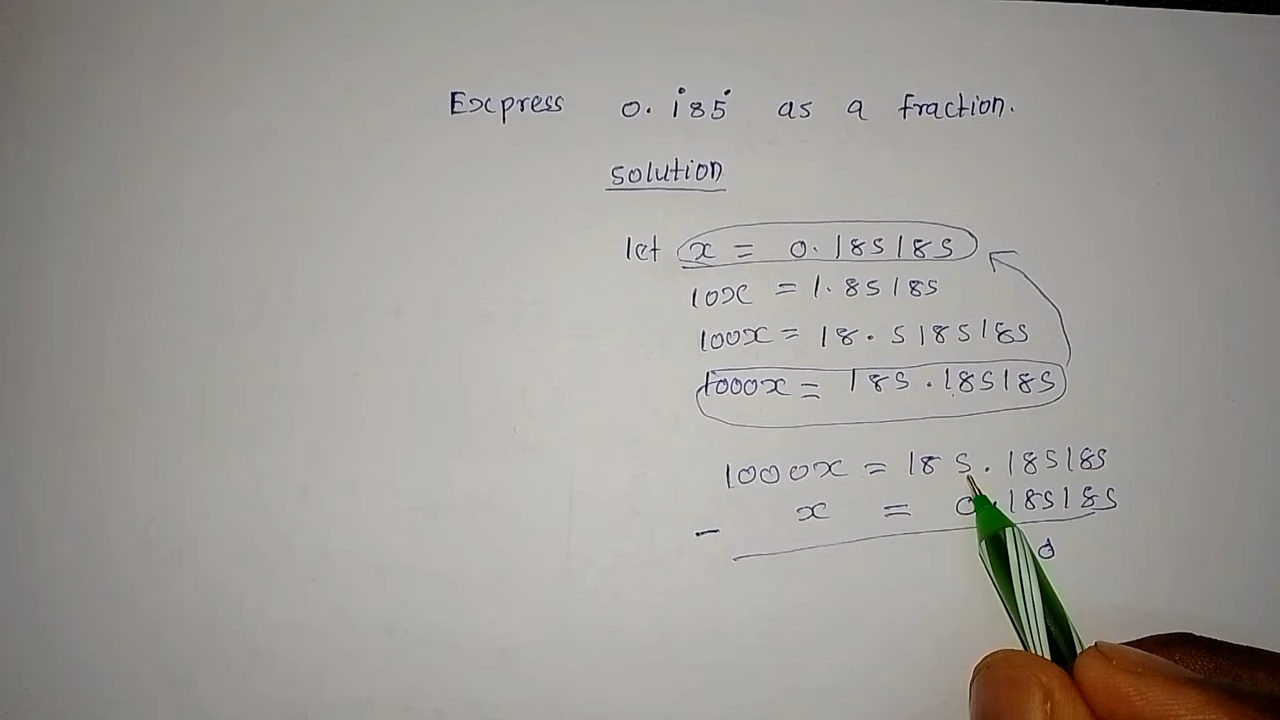 Express 0.i̇85̇ as a fraction.
Solution
let x = 0.185185
10x = 1.85185
100x = 18.5185185
1000x = 185.185185
1000x = 185.185185
- x = 0.185185
0